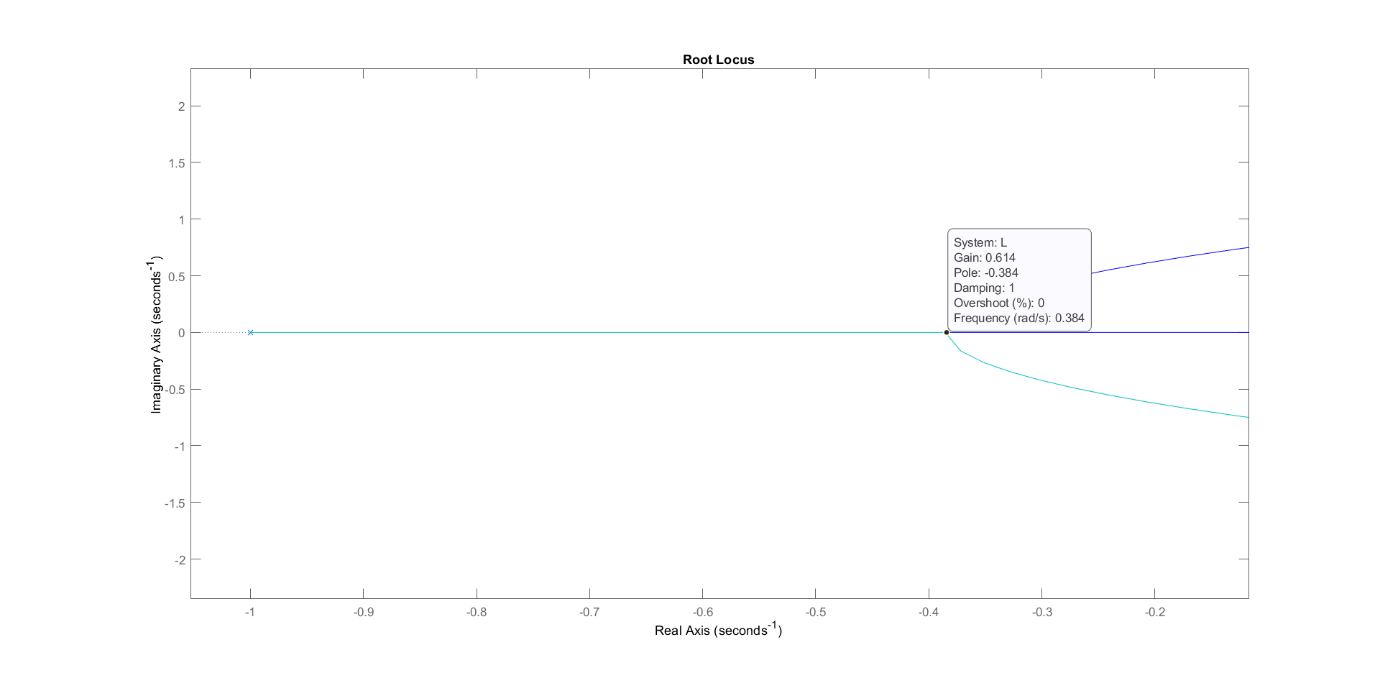 Root Locus
2
1.5
1
0.5
0
-0.5
-1
-1.5
-2
Imaginary Axis (seconds⁻¹)
System: L
Gain: 0.614
Pole: -0.384
Damping: 1
Overshoot (%): 0
Frequency (rad/s): 0.384
-1 -0.9 -0.8 -0.7 -0.6 -0.5 -0.4 -0.3 -0.2
Real Axis (seconds⁻¹)